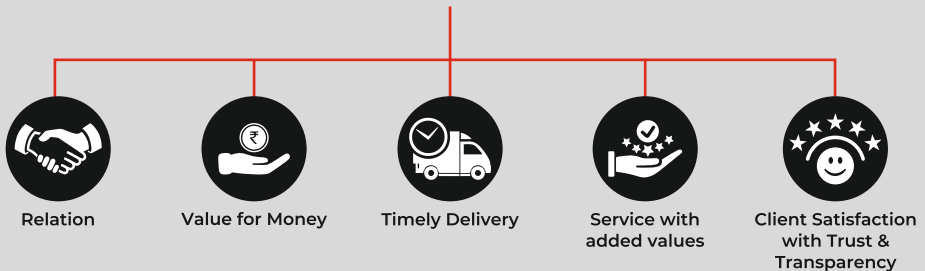 ₹
Relation
Value for Money
Timely Delivery
Service with
added values
Client Satisfaction
with Trust &
Transparency